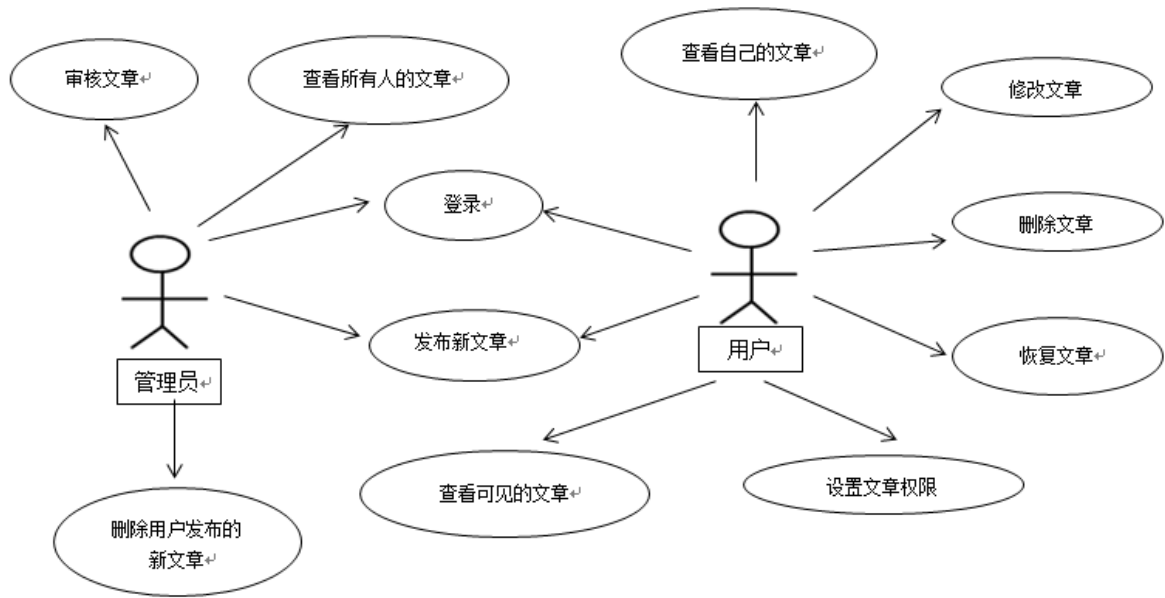 查看自己的文章
审核文章
查看所有人的文章
修改文章
登录
删除文章
发布新文章
用户
恢复文章
管理员
查看可见的文章
设置文章权限
删除用户发布的
新文章